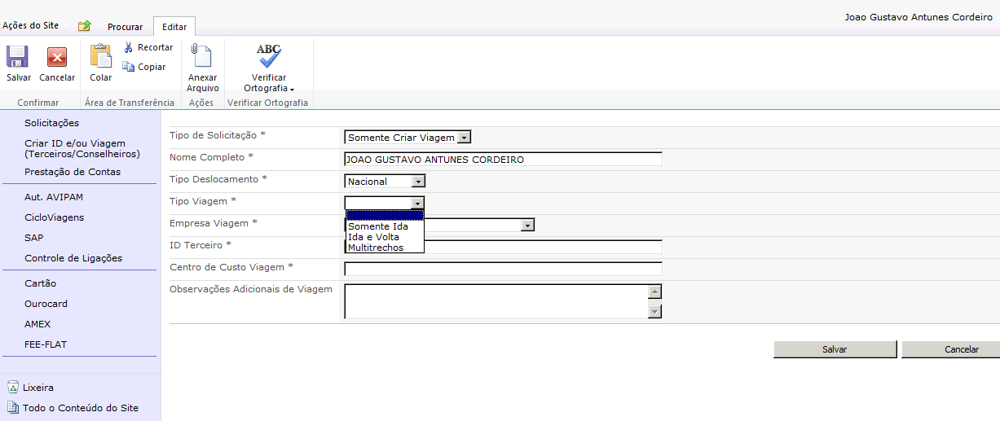 Joao Gustavo Antunes Cordeiro
Ações do Site
Procurar
Editar
Salvar
Cancelar
Colar
Recortar
Copiar
Anexar
Arquivo
ABC
Verificar
Ortografia
Confirmar
Área de Transferência
Ações
Verificar Ortografia
Solicitações
Criar ID e/ou Viagem
(Terceiros/Conselheiros)
Prestação de Contas
Aut. AVIPAM
CicloViagens
SAP
Controle de Ligações
Cartão
Ourocard
AMEX
FEE-FLAT
Lixeira
Todo o Conteúdo do Site
Tipo de Solicitação *
Somente Criar Viagem
Nome Completo *
JOAO GUSTAVO ANTUNES CORDEIRO
Tipo Deslocamento *
Nacional
Tipo Viagem *
Somente Ida
Ida e Volta
Multitrechos
Empresa Viagem *
ID Terceiro *
Centro de Custo Viagem *
Observações Adicionais de Viagem
Salvar
Cancelar